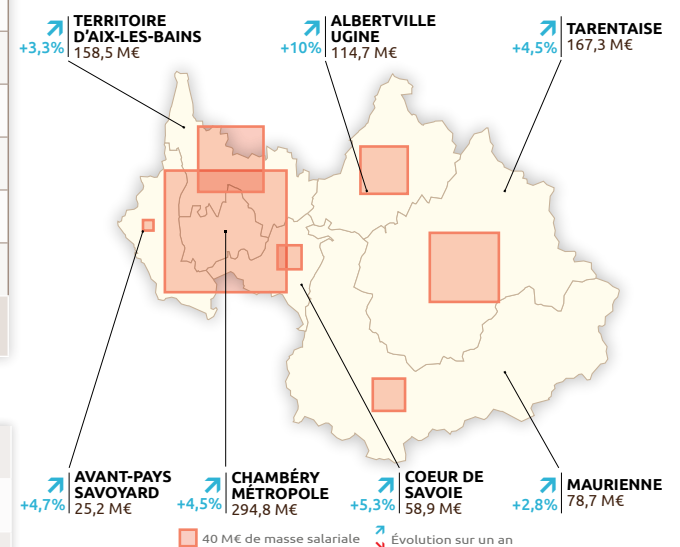 TERRITOIRE
D'AIX-LES-BAINS
+3,3% 158,5 M€
ALBERTVILLE
UGINE
+10% 114,7 M€
TARENTAISE
+4,5% 167,3 M€
AVANT-PAYS
SAVOYARD
+4,7% 25,2 M€
CHAMBÉRY
MÉTROPOLE
+4,5% 294,8 M€
COEUR DE
SAVOIE
+5,3% 58,9 M€
MAURIENNE
+2,8% 78,7 M€
40 M€ de masse salariale
Évolution sur un an